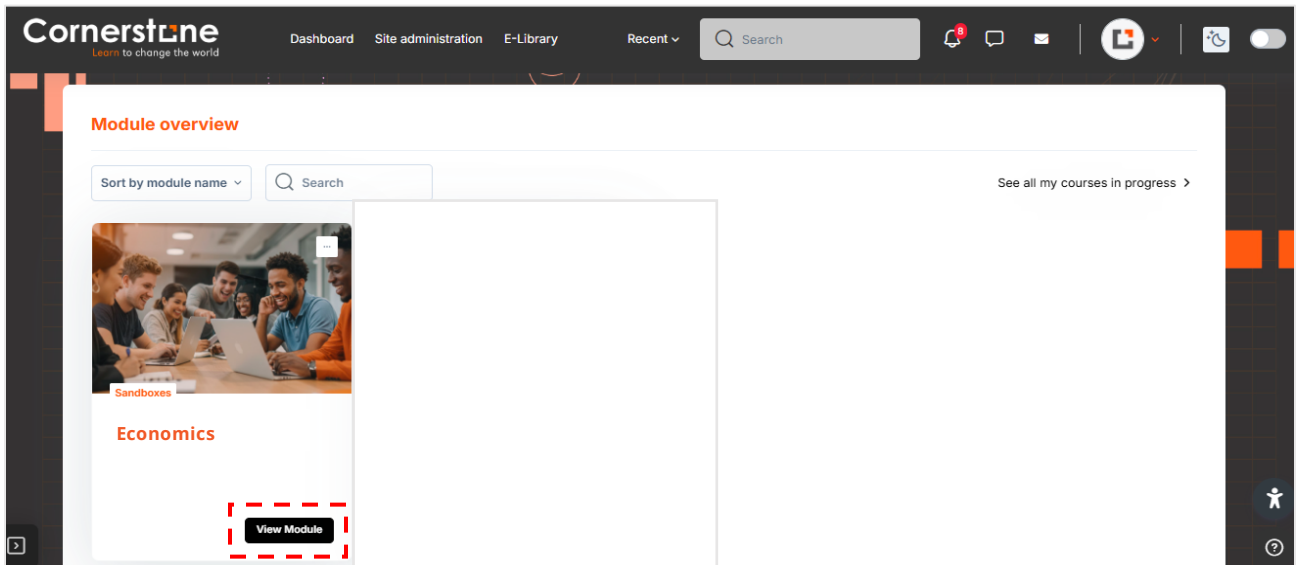 Cornerstone
Learn to change the world
Dashboard Site administration E-Library Recent Search 8
Module overview
Sort by module name Search See all my courses in progress
...
Sandboxes
Economics
View Module
?